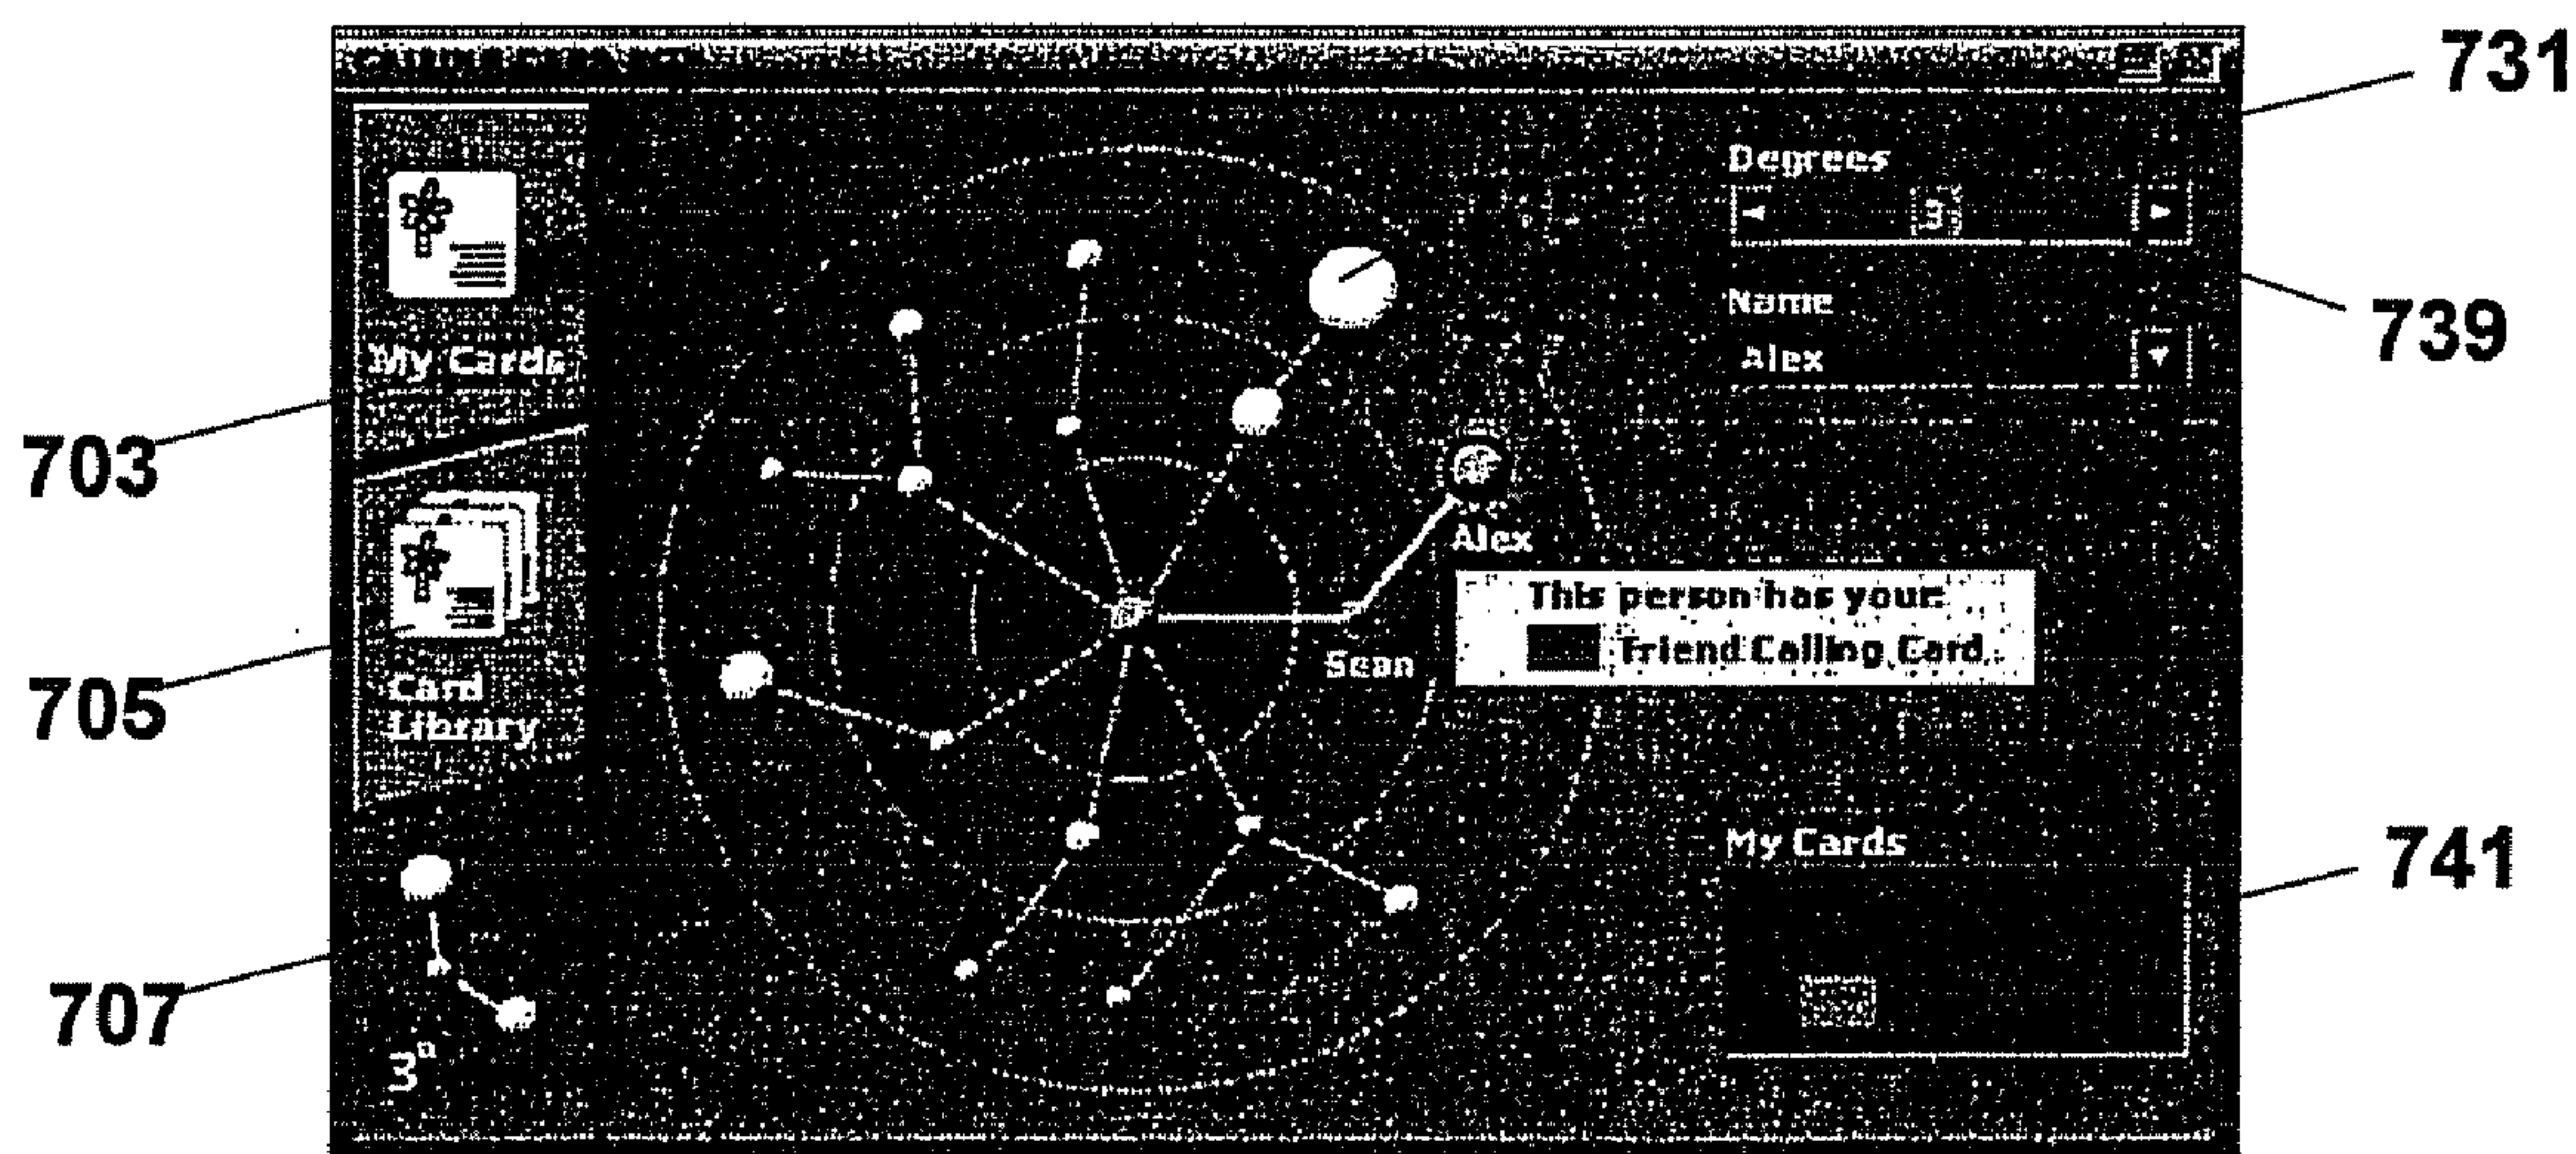 731
Degrees
3
739
Name
Alex
My Cards
703
Alex
This person has your:
Friend Calling Card
Sean
705
Card
Library
My Cards
741
707
3°